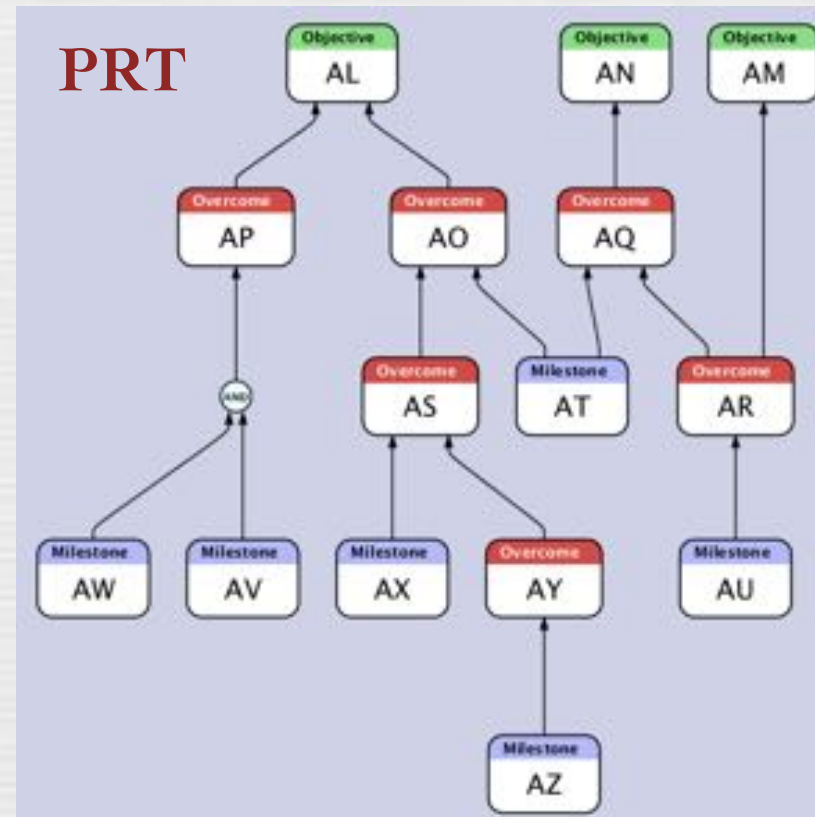 PRT
Objective
AL
Objective
AN
Objective
AM
Overcome
AP
Overcome
AO
Overcome
AQ
Overcome
AS
Milestone
AT
Overcome
AR
AND
Milestone
AW
Milestone
AV
Milestone
AX
Overcome
AY
Milestone
AU
Milestone
AZ